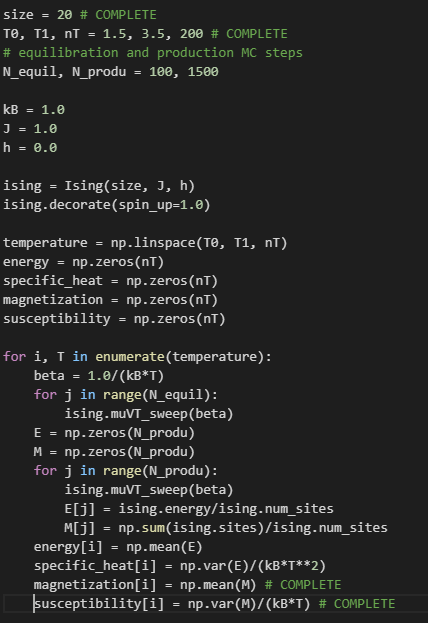 size = 20 # COMPLETE
T0, T1, nT = 1.5, 3.5, 200 # COMPLETE
# equilibration and production MC steps
N_equil, N_produ = 100, 1500

kB = 1.0
J = 1.0
h = 0.0

ising = Ising(size, J, h)
ising.decorate(spin_up=1.0)

temperature = np.linspace(T0, T1, nT)
energy = np.zeros(nT)
specific_heat = np.zeros(nT)
magnetization = np.zeros(nT)
susceptibility = np.zeros(nT)

for i, T in enumerate(temperature):
    beta = 1.0/(kB*T)
    for j in range(N_equil):
        ising.muVT_sweep(beta)
    E = np.zeros(N_produ)
    M = np.zeros(N_produ)
    for j in range(N_produ):
        ising.muVT_sweep(beta)
        E[j] = ising.energy/ising.num_sites
        M[j] = np.sum(ising.sites)/ising.num_sites
    energy[i] = np.mean(E)
    specific_heat[i] = np.var(E)/(kB*T**2)
    magnetization[i] = np.mean(M) # COMPLETE
    susceptibility[i] = np.var(M)/(kB*T) # COMPLETE